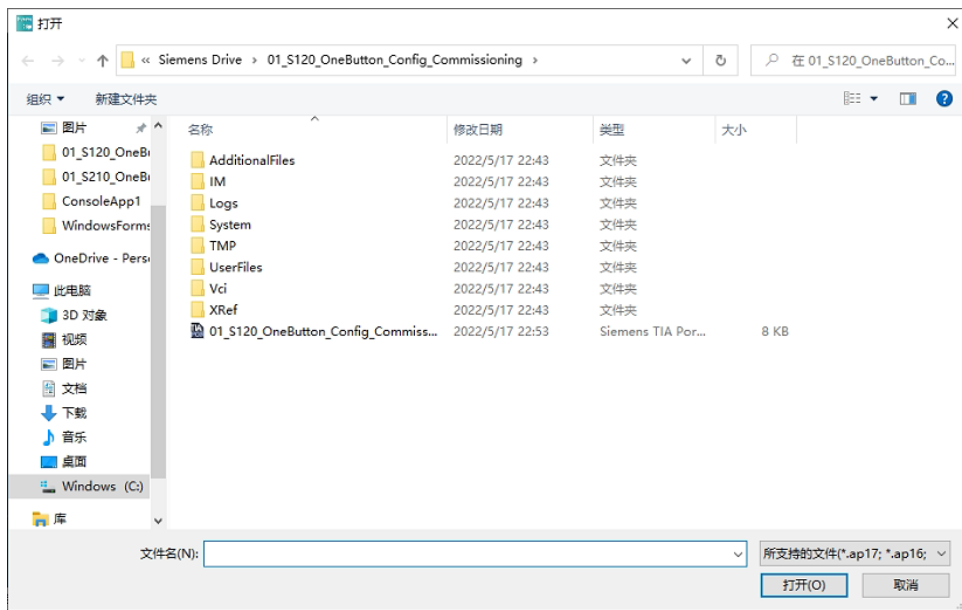 打开
« Siemens Drive › 01_S120_OneButton_Config_Commissioning ›
在 01_S120_OneButton_Co...
组织
新建文件夹
图片
01_S120_OneBu
01_S210_OneBu
ConsoleApp1
WindowsForms
OneDrive - Perso
此电脑
3D 对象
视频
图片
文档
下载
音乐
桌面
Windows (C:)
库
名称 修改日期 类型 大小
AdditionalFiles 2022/5/17 22:43 文件夹
IM 2022/5/17 22:43 文件夹
Logs 2022/5/17 22:43 文件夹
System 2022/5/17 22:43 文件夹
TMP 2022/5/17 22:43 文件夹
UserFiles 2022/5/17 22:43 文件夹
Vci 2022/5/17 22:43 文件夹
XRef 2022/5/17 22:43 文件夹
01_S120_OneButton_Config_Commiss... 2022/5/17 22:53 Siemens TIA Por... 8 KB
文件名(N):
所支持的文件(*.ap17; *.ap16;
打开(O)
取消